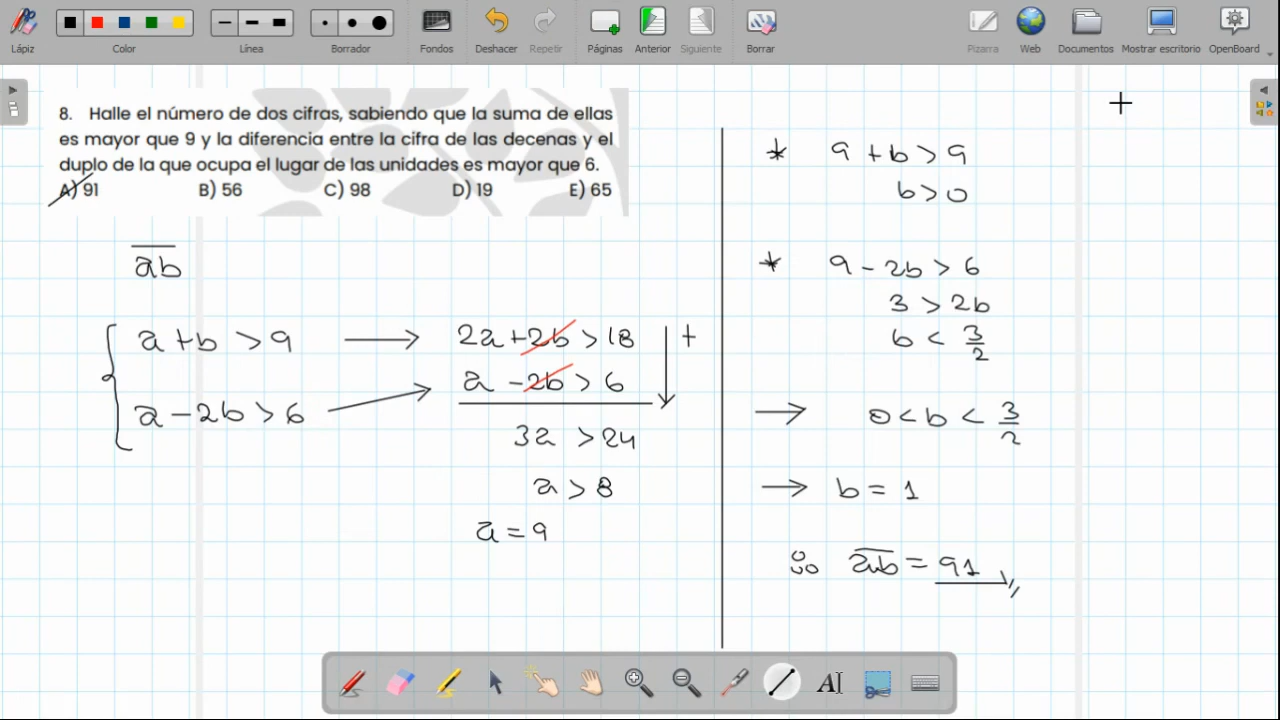 Lápiz
Color
Línea
Borrador
Fondos
Deshacer
Repetir
Páginas
Anterior
Siguiente
Borrar
Pizarra
Web
Documentos
Mostrar escritorio
OpenBoard
8. Halle el número de dos cifras, sabiendo que la suma de ellas
es mayor que 9 y la diferencia entre la cifra de las decenas y el
duplo de la que ocupa el lugar de las unidades es mayor que 6.
A) 91 B) 56 C) 98 D) 19 E) 65
ab
a + b > 9 → 2a + 2b > 18
a - 2b > 6 → a - 2b > 6
+
3a > 24
a > 8
a = 9
* 9 + b > 9
b > 0
* 9 - 2b > 6
3 > 2b
b < 3/2
→ 0 < b < 3/2
→ b = 1
∴ ab = 91